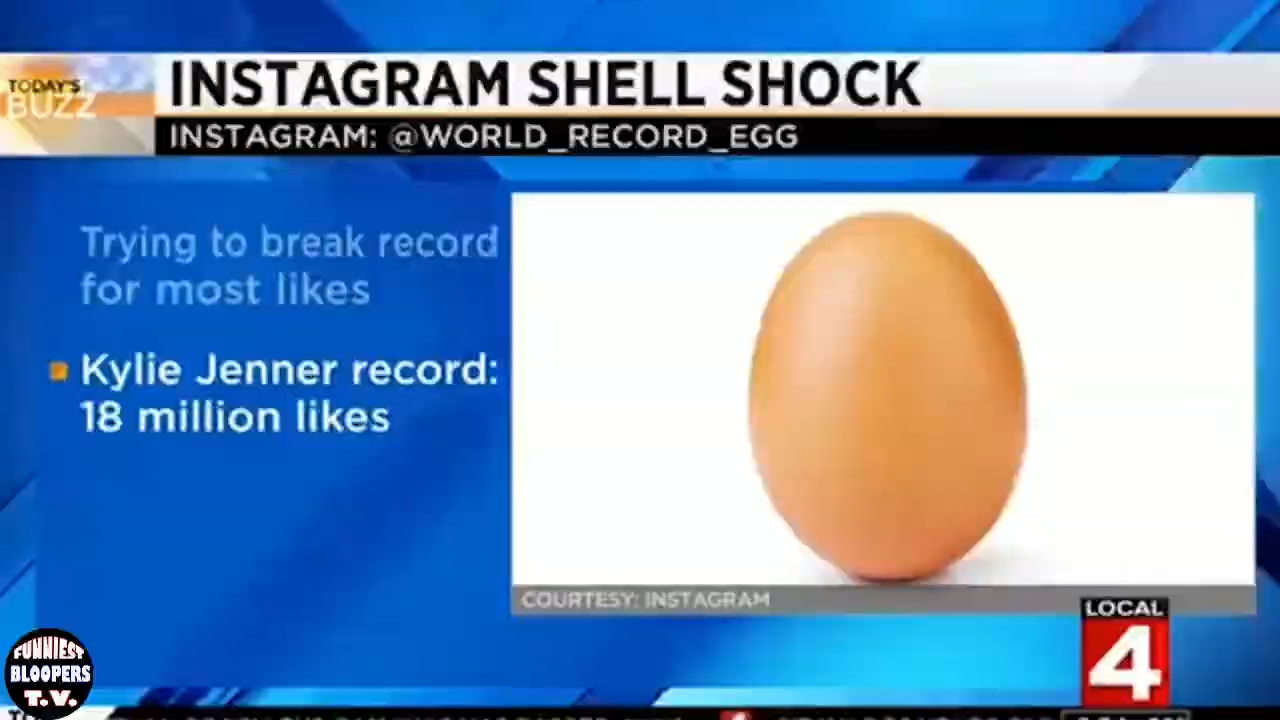 TODAY'S
BUZZ
INSTAGRAM SHELL SHOCK
INSTAGRAM: @WORLD_RECORD_EGG
Trying to break record
for most likes
Kylie Jenner record:
18 million likes
COURTESY: INSTAGRAM
LOCAL
4
FUNNIEST
BLOOPERS
T.V.